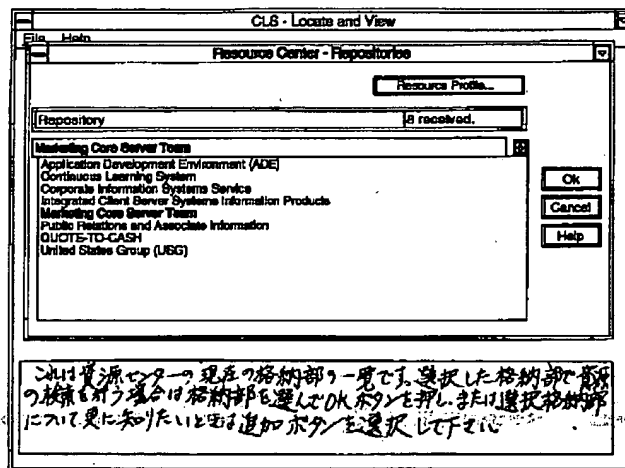 CLS - Locate and View
File Help
Resource Center - Repositories
Resource Profile...
Repository
8 received.
Marketing Core Server Team
Application Development Environment (ADE)
Continuous Learning System
Corporate Information Systems Service
Integrated Client Server Systems Information Products
Marketing Core Server Team
Public Relations and Associate Information
QUOTE-TO-CASH
United States Group (USG)
Ok
Cancel
Help
これは資源センターの現在の格納部の一覧です。選択した格納部で資源
の検索を行う場合は格納部を選んでOKボタンを押し、または選択格納部
について更に知りたいときは追加ボタンを選択して下さい